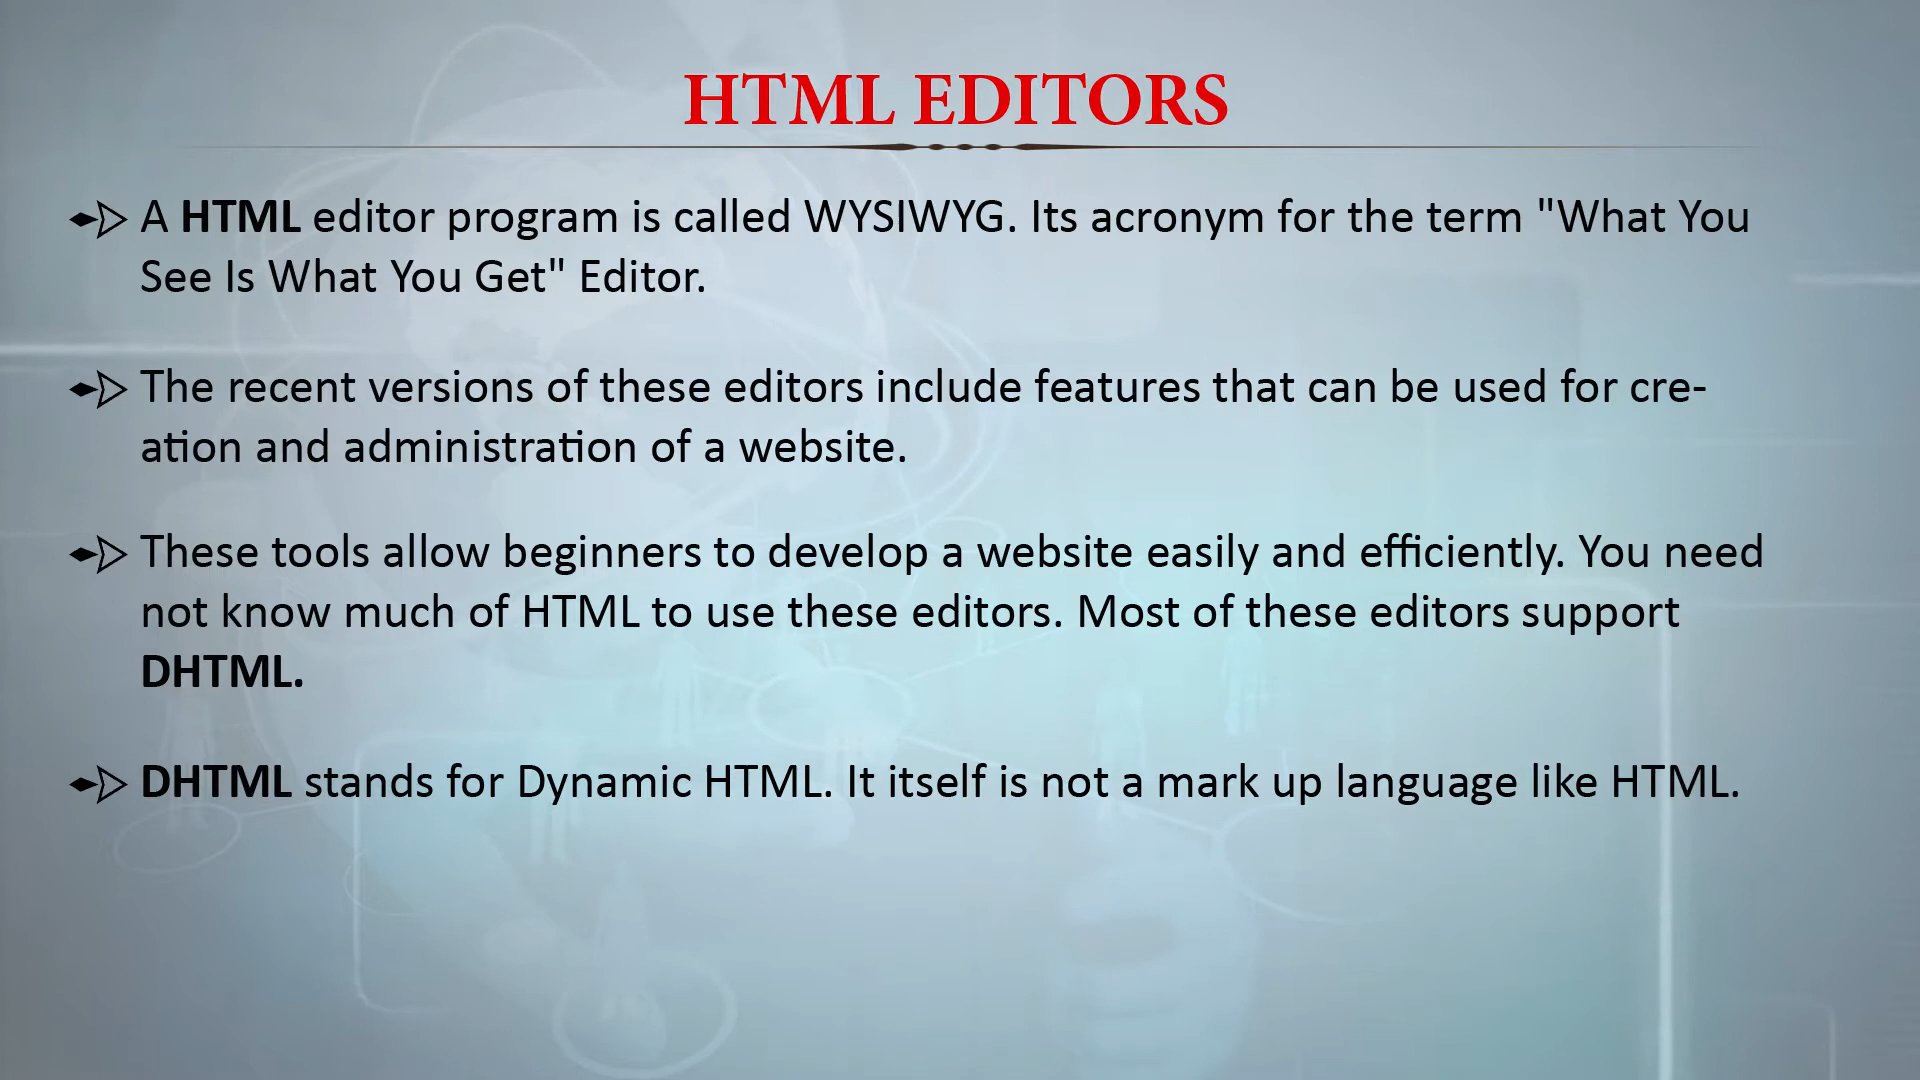 HTML EDITORS
A HTML editor program is called WYSIWYG. Its acronym for the term "What You
See Is What You Get" Editor.
The recent versions of these editors include features that can be used for cre-
ation and administration of a website.
These tools allow beginners to develop a website easily and efficiently. You need
not know much of HTML to use these editors. Most of these editors support
DHTML.
DHTML stands for Dynamic HTML. It itself is not a mark up language like HTML.